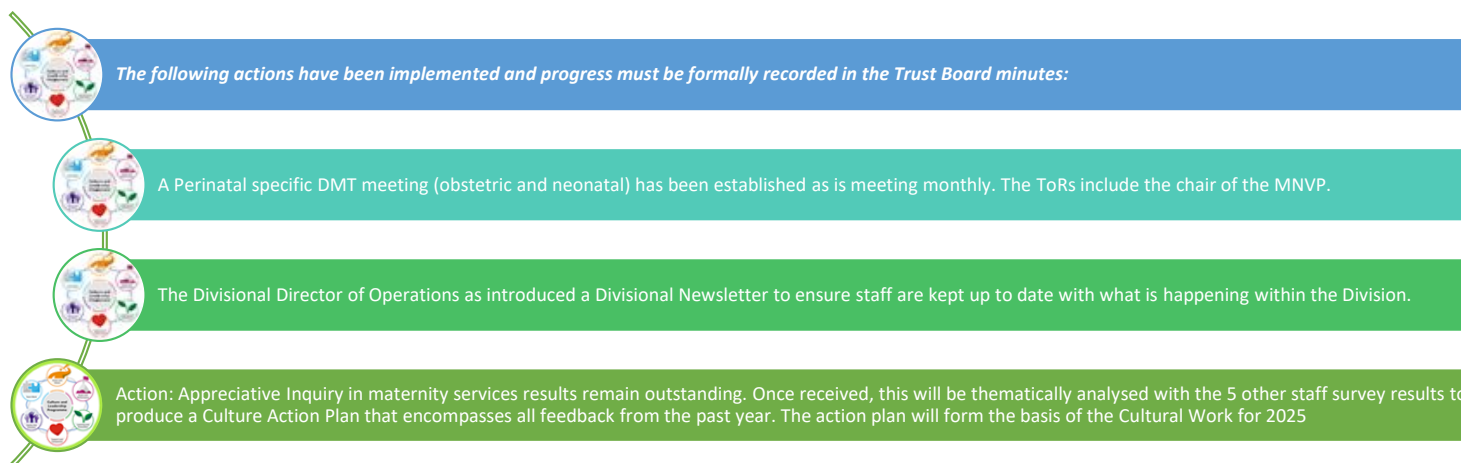 The following actions have been implemented and progress must be formally recorded in the Trust Board minutes:
A Perinatal specific DMT meeting (obstetric and neonatal) has been established as is meeting monthly. The ToRs include the chair of the MNVP.
The Divisional Director of Operations as introduced a Divisional Newsletter to ensure staff are kept up to date with what is happening within the Division.
Action: Appreciative Inquiry in maternity services results remain outstanding. Once received, this will be thematically analysed with the 5 other staff survey results to
produce a Culture Action Plan that encompasses all feedback from the past year. The action plan will form the basis of the Cultural Work for 2025